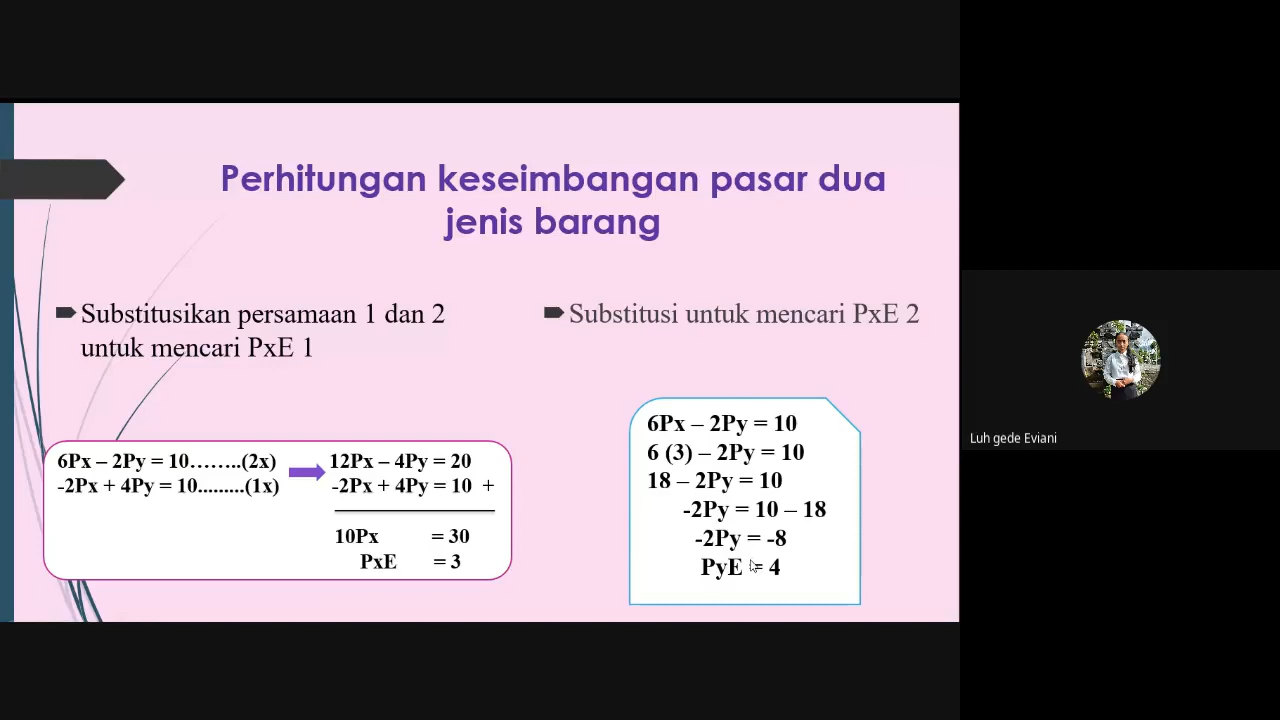 Perhitungan keseimbangan pasar dua
jenis barang
Substitusikan persamaan 1 dan 2
untuk mencari PxE 1
6Px – 2Py = 10……..(2x)
-2Px + 4Py = 10.........(1x)
12Px – 4Py = 20
-2Px + 4Py = 10 +
10Px = 30
PxE = 3
Substitusi untuk mencari PxE 2
6Px – 2Py = 10
6 (3) – 2Py = 10
18 – 2Py = 10
-2Py = 10 – 18
-2Py = -8
PyE = 4
Luh gede Eviani